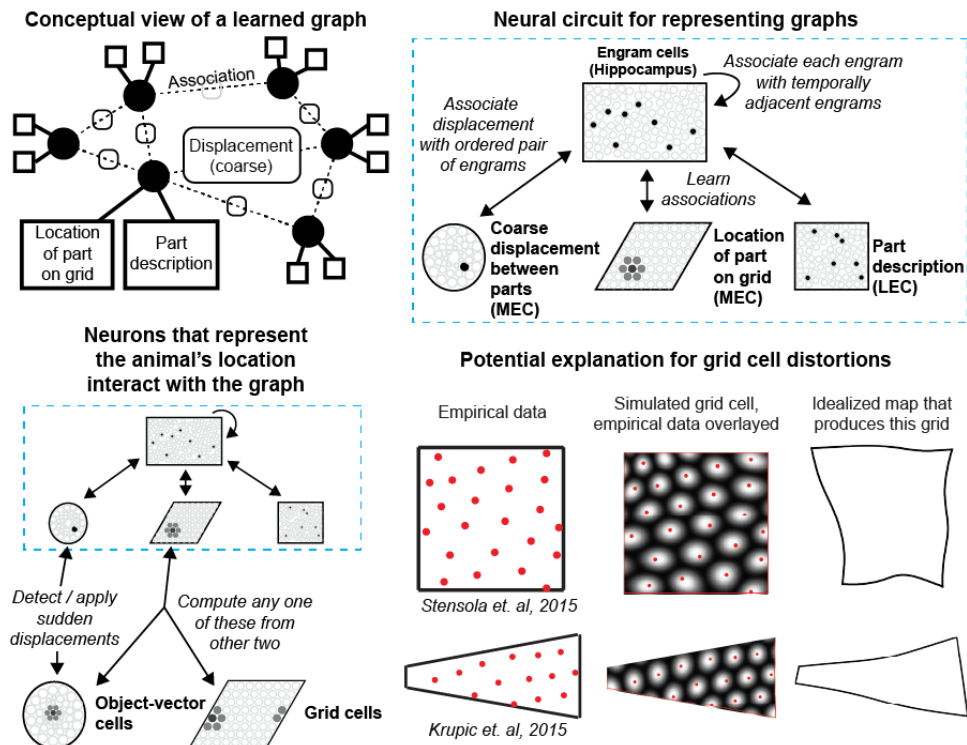 Conceptual view of a learned graph
Association
Displacement
(coarse)
Location
of part
on grid
Part
description
Neural circuit for representing graphs
Engram cells
(Hippocampus)
Associate each engram
with temporally
adjacent engrams
Associate
displacement
with ordered pair
of engrams
Learn
associations
Coarse
displacement
between
parts
(MEC)
Location
of part
on grid
(MEC)
Part
description
(LEC)
Neurons that represent
the animal's location
interact with the graph
Detect / apply
sudden
displacements
Compute any one
of these from
other two
Object-vector
cells
Grid cells
Potential explanation for grid cell distortions
Empirical data
Simulated grid cell,
empirical data overlayed
Idealized map that
produces this grid
Stensola et. al, 2015
Krupic et. al, 2015